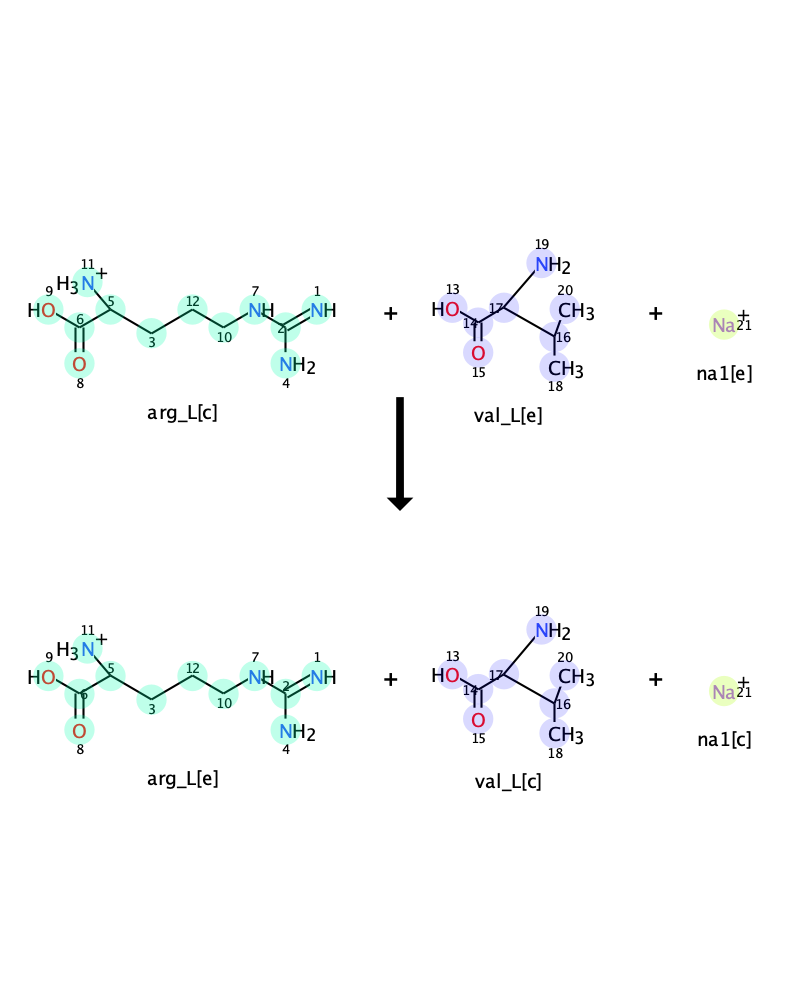 11
H3N+
9 5 12 7 1
HO NH NH
6 3 10 2
O NH2
8 4
arg_L[c]
+
19
NH2
13 17 20
HO CH3
14 16
O CH3
15 18
val_L[e]
+
Na+
21
na1[e]
11
H3N+
9 5 12 7 1
HO NH NH
6 3 10 2
O NH2
8 4
arg_L[e]
+
19
NH2
13 17 20
HO CH3
14 16
O CH3
15 18
val_L[c]
+
Na+
21
na1[c]